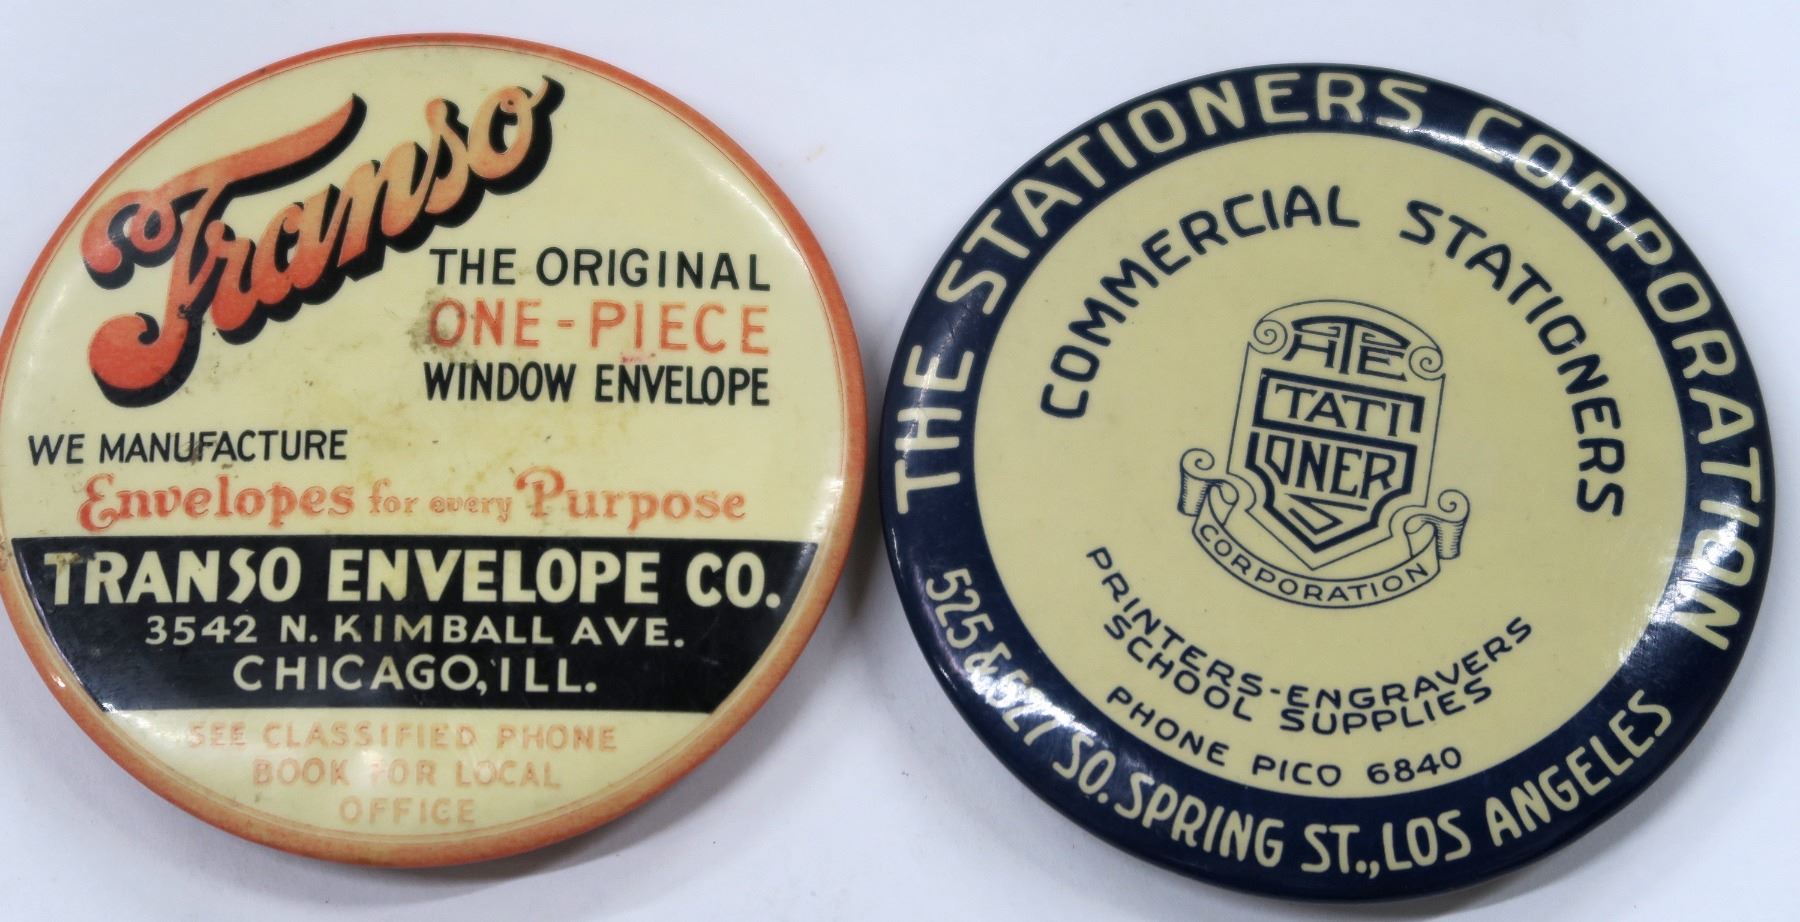 Transo
THE ORIGINAL
ONE-PIECE
WINDOW ENVELOPE
WE MANUFACTURE
Envelopes for every Purpose
TRANSO ENVELOPE CO.
3542 N. KIMBALL AVE.
CHICAGO, ILL.
SEE CLASSIFIED PHONE
BOOK FOR LOCAL
OFFICE
THE STATIONERS CORPORATION
COMMERCIAL STATIONERS
THE
STATI
ONER
S
CORPORATION
PRINTERS-ENGRAVERS
SCHOOL SUPPLIES
PHONE PICO 6840
525 & 527 SO. SPRING ST., LOS ANGELES